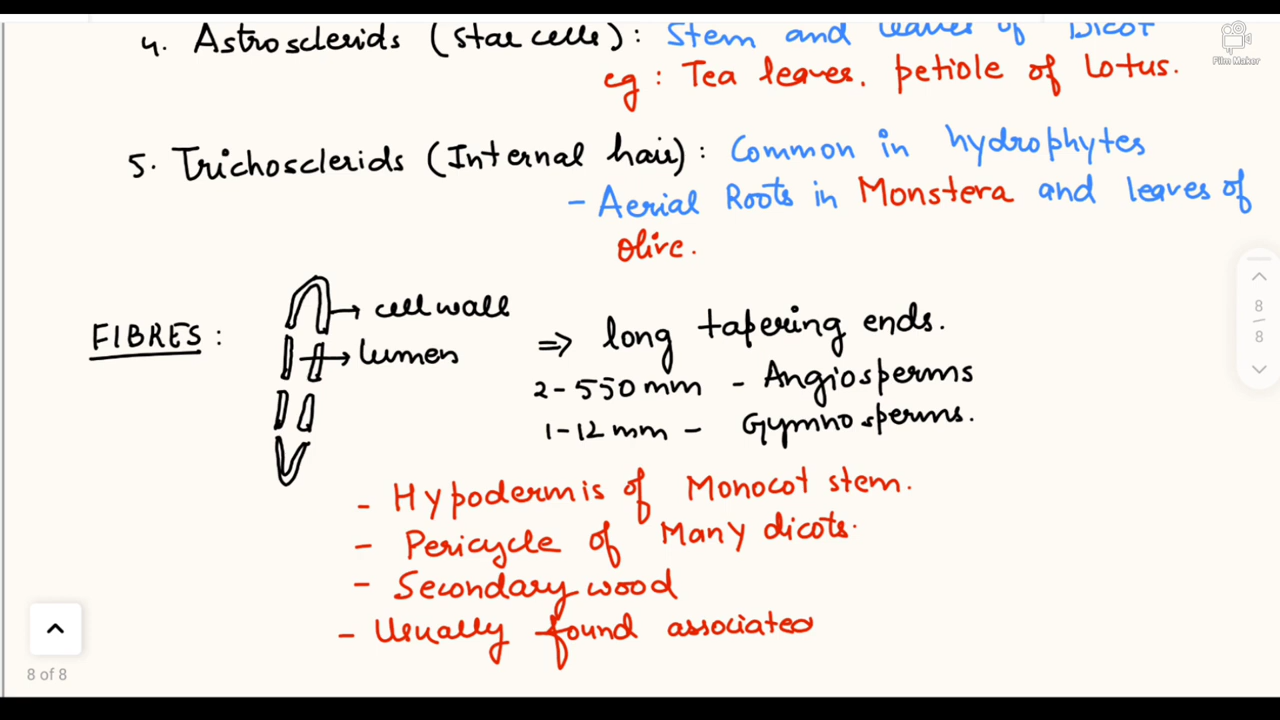 4. Astrosclerids (star cells) : Stem and leaves of Dicot
Film Maker
eg : Tea leaves. petiole of Lotus.
5. Trichosclerids (Internal hair) : Common in hydrophytes
- Aerial Roots in Monstera and leaves of
olive.
FIBRES :
cell wall
lumen
⇒ long tapering ends.
2-550 mm - Angiosperms
1-12 mm - Gymnosperms.
- Hypodermis of Monocot stem.
- Pericycle of Many dicots.
- Secondary wood
- Usually found associated
8
8
8 of 8